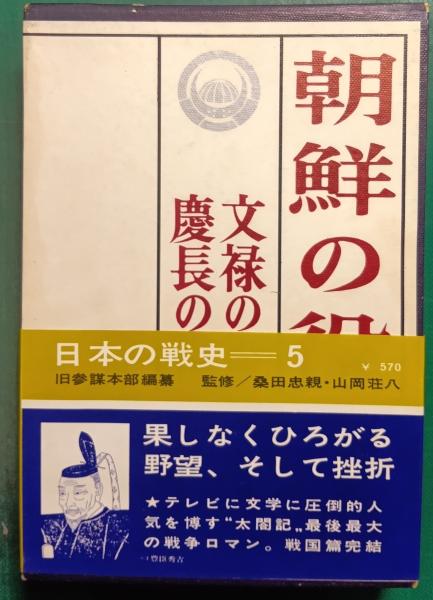 朝鮮の役
文禄の
慶長の
日本の戦史＝5
¥ 570
旧参謀本部編纂　監修／桑田忠親・山岡荘八
果しなくひろがる
野望、そして挫折
★テレビに文学に圧倒的人
気を博す“太閤記„最後最大
の戦争ロマン。戦国篇完結
豊臣秀吉